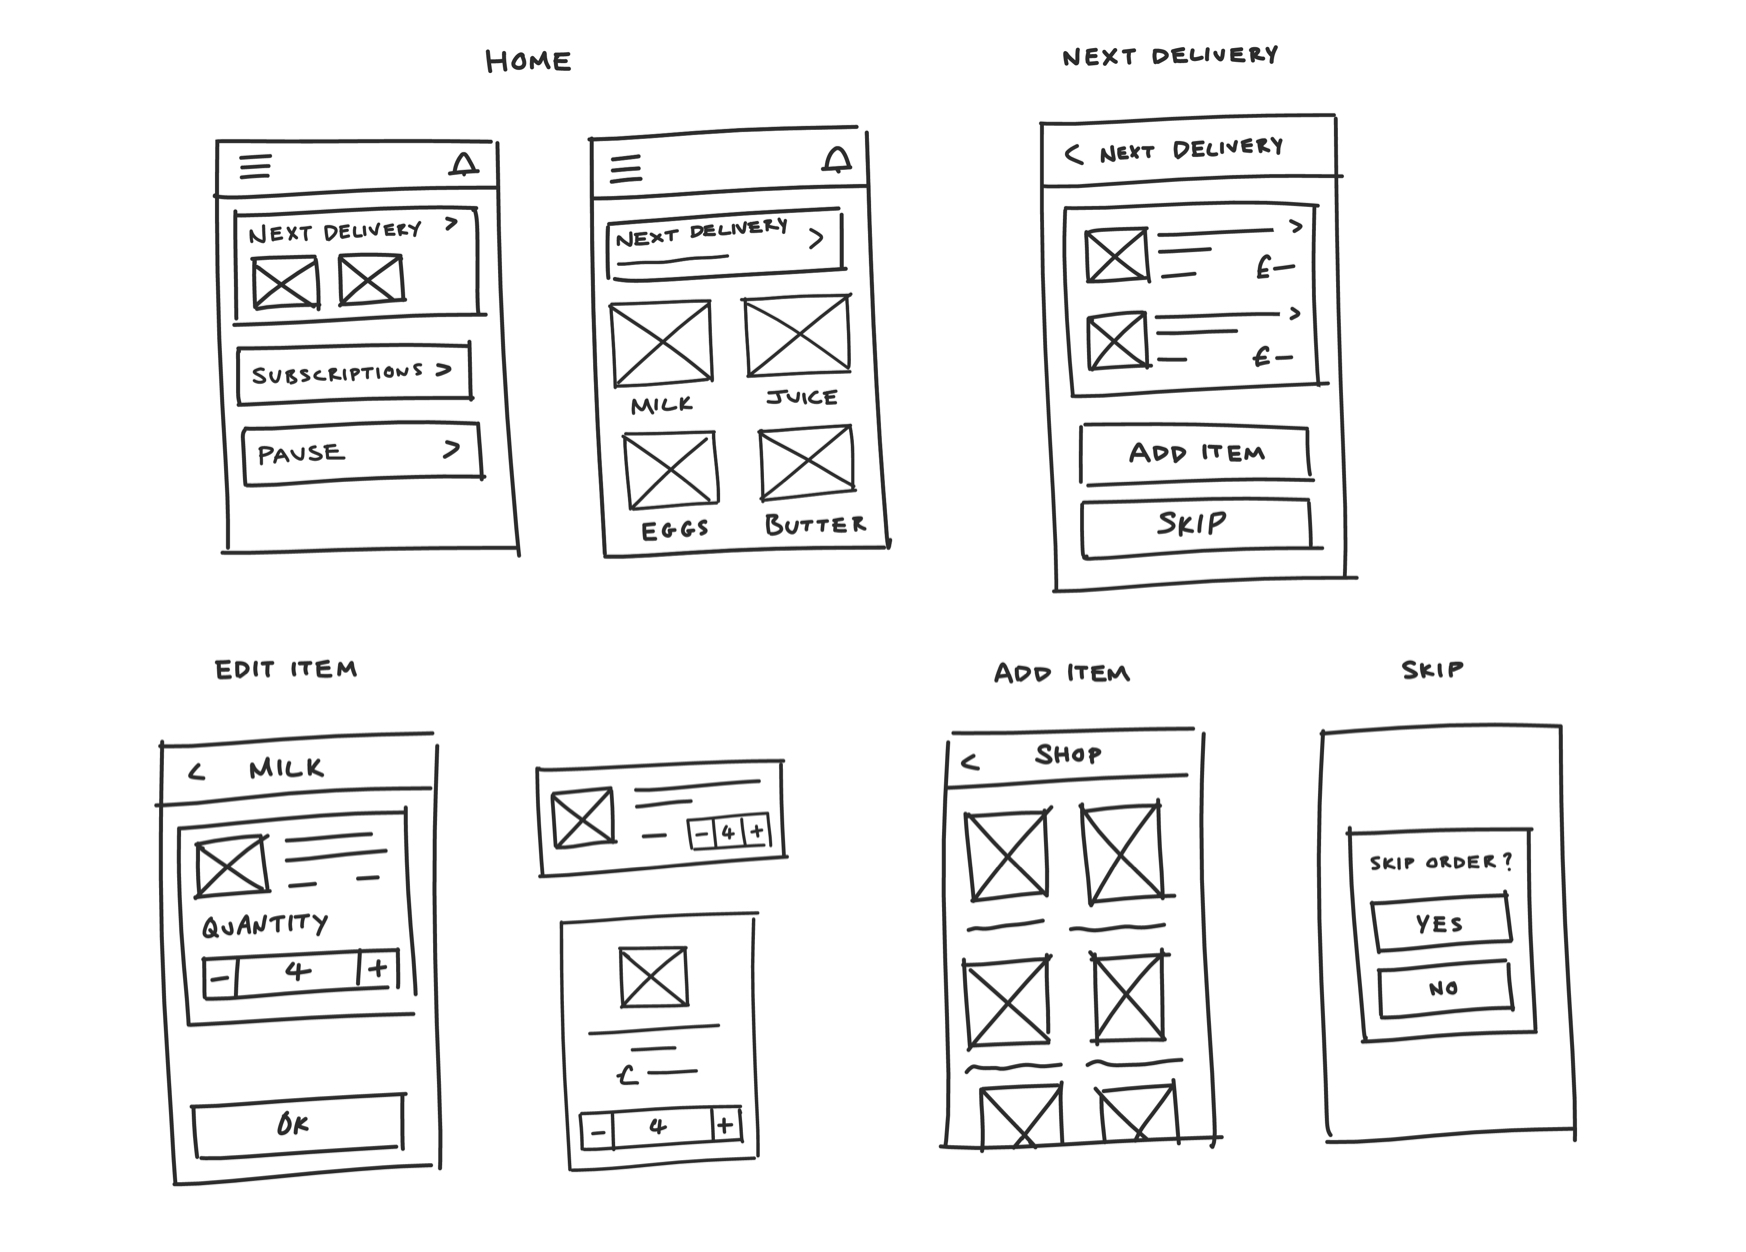 HOME
NEXT DELIVERY >
SUBSCRIPTIONS >
PAUSE >
NEXT DELIVERY >
MILK JUICE
EGGS BUTTER
NEXT DELIVERY
< NEXT DELIVERY
>
£—
>
£—
ADD ITEM
SKIP
EDIT ITEM
< MILK
QUANTITY
– 4 +
OK
– 4 +
£ —
– 4 +
ADD ITEM
< SHOP
SKIP
SKIP ORDER?
YES
NO